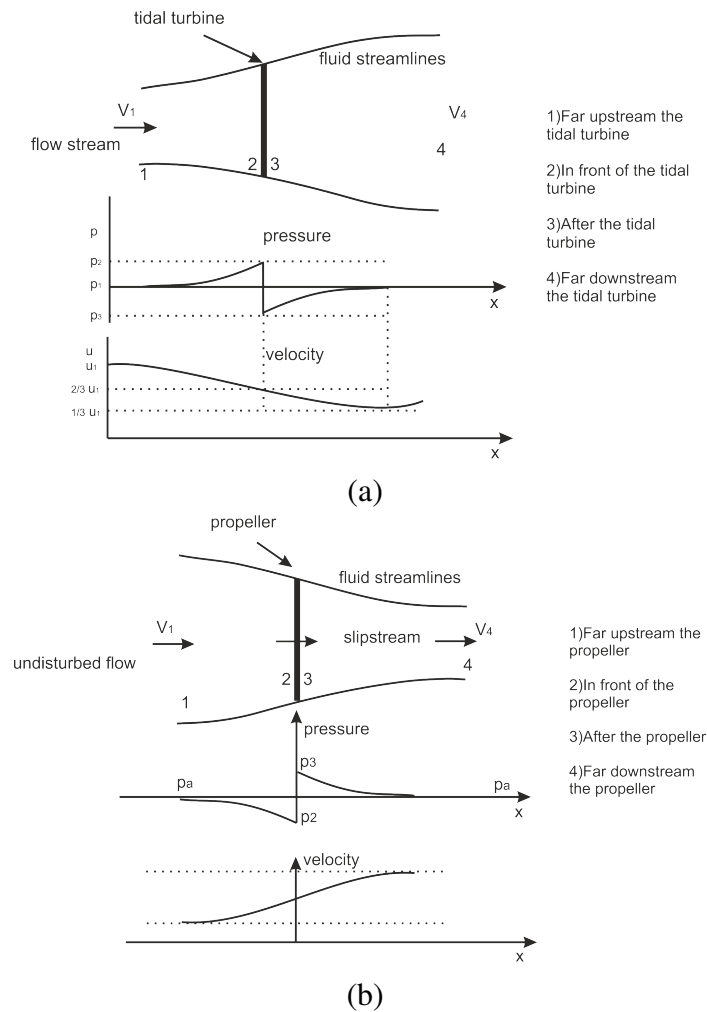 tidal turbine
fluid streamlines
V1
V4
flow stream
1
2 3
4
1)Far upstream the
tidal turbine
2)In front of the tidal
turbine
3)After the tidal
turbine
4)Far downstream
the tidal turbine
p
pressure
p2
p1
x
p3
u
velocity
u1
2/3 u1
1/3 u1
x
(a)
propeller
fluid streamlines
V1
slipstream
V4
undisturbed flow
2 3
4
1
1)Far upstream the
propeller
2)In front of the
propeller
3)After the propeller
4)Far downstream
the propeller
pressure
p3
pa
pa
p2
x
velocity
x
(b)